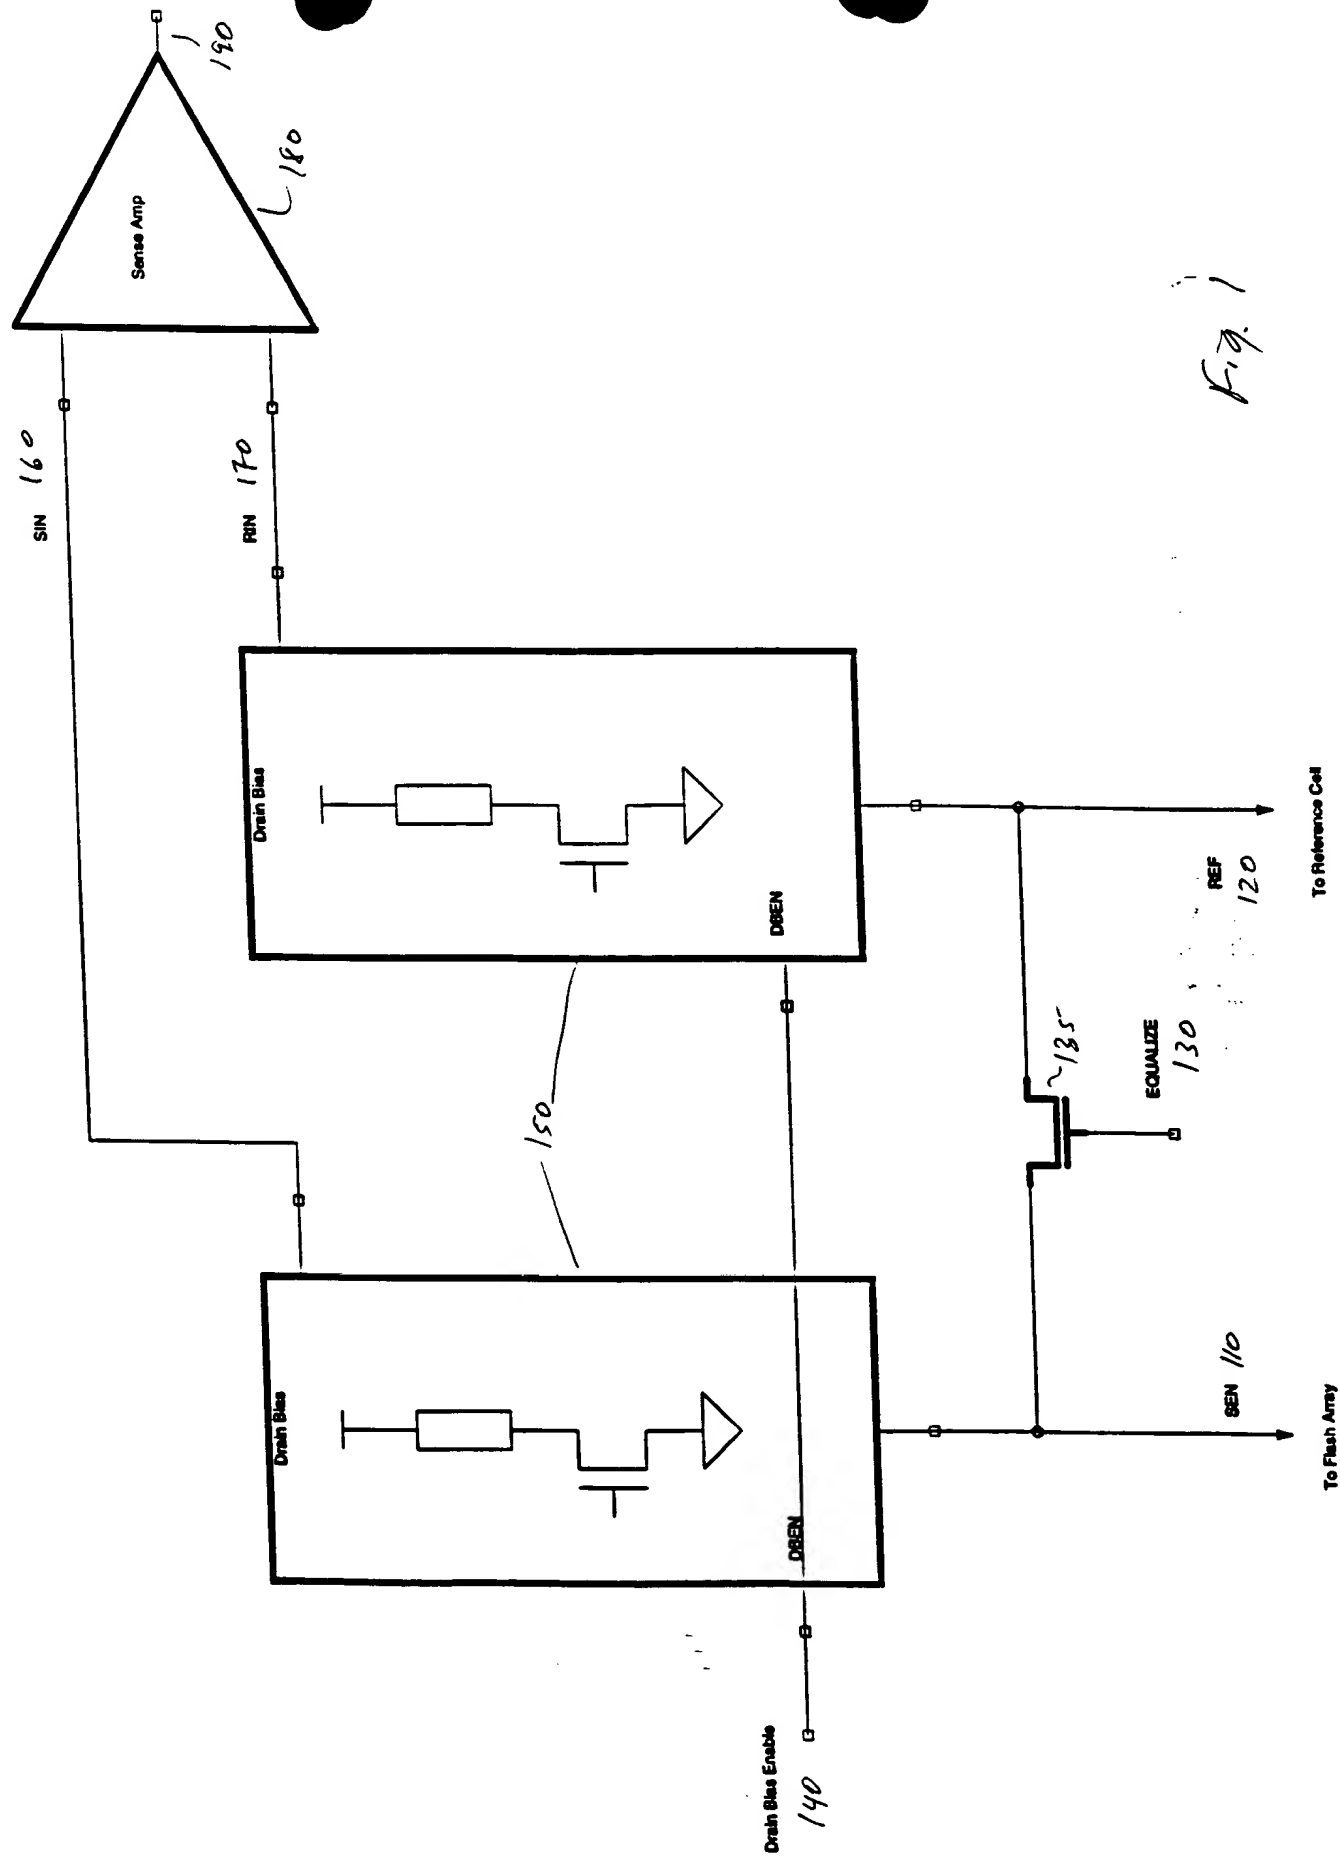 190
Sense Amp
180
SIN 160
RIN 170
Drain Bias
DBEN
150
Drain Bias
DBEN
Drain Bias Enable
140
135
EQUALIZE
130
REF
120
To Reference Cell
SEN 110
To Flash Array
Fig. 1